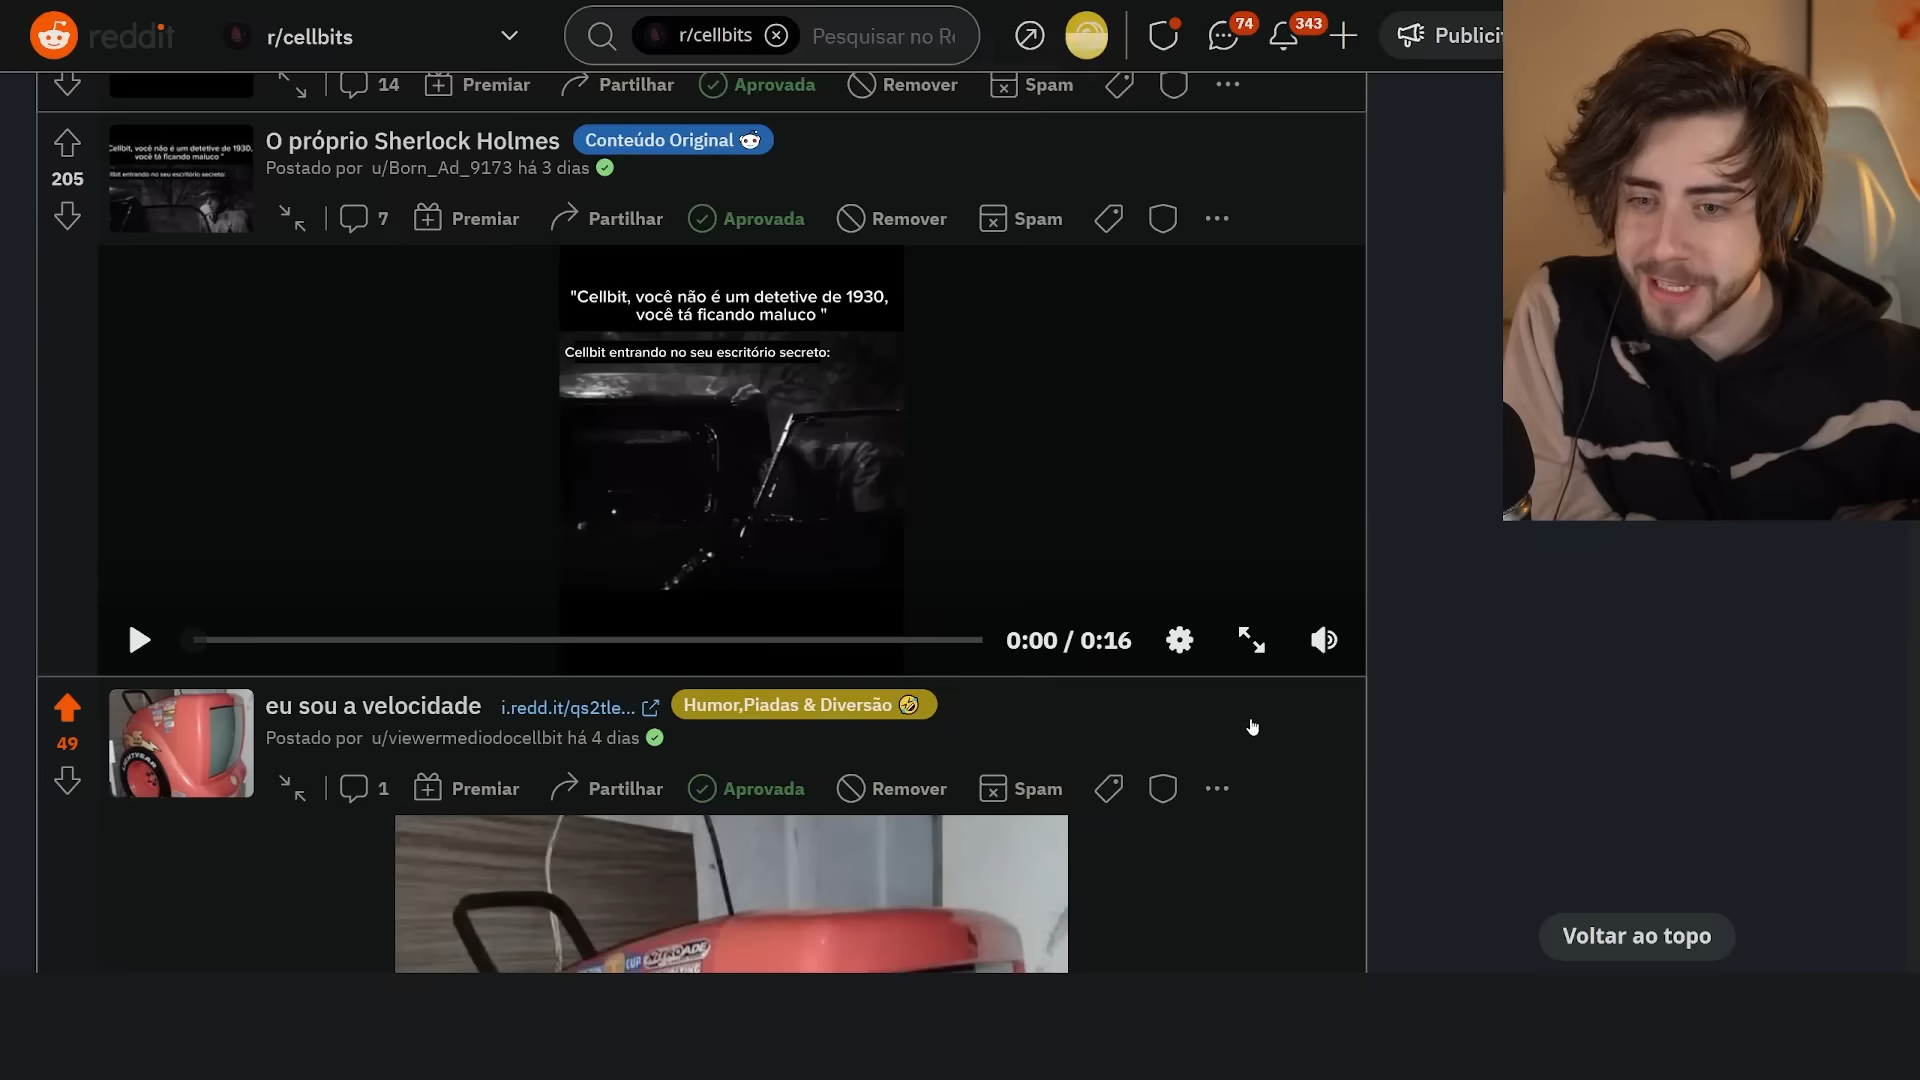 reddit
r/cellbits
r/cellbits
Pesquisar no Re
74
343
Publicit
14
Premiar
Partilhar
Aprovada
Remover
Spam
205
O próprio Sherlock Holmes
Conteúdo Original
Postado por u/Born_Ad_9173 há 3 dias
7
Premiar
Partilhar
Aprovada
Remover
Spam
"Cellbit, você não é um detetive de 1930,
você tá ficando maluco "
Cellbit entrando no seu escritório secreto:
0:00 / 0:16
49
eu sou a velocidade
i.redd.it/qs2tle...
Humor,Piadas & Diversão
Postado por u/viewermediodocellbit há 4 dias
1
Premiar
Partilhar
Aprovada
Remover
Spam
CUP
Voltar ao topo